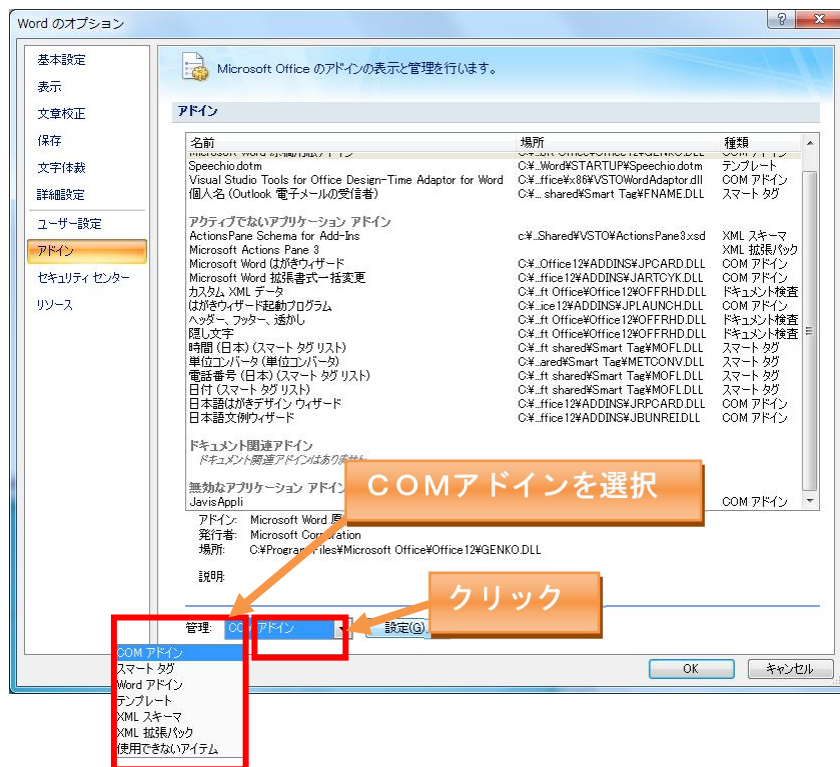 Word のオプション
基本設定
表示
文章校正
保存
文字体裁
詳細設定
ユーザー設定
アドイン
セキュリティ センター
リソース
Microsoft Office のアドインの表示と管理を行います。
アドイン
名前 場所 種類
Speechio.dotm C:¥...Word¥STARTUP¥Speechio.dotm テンプレート
Visual Studio Tools for Office Design-Time Adaptor for Word C:¥...ffice¥x86¥VSTOWordAdaptor.dll COM アドイン
個人名 (Outlook 電子メールの受信者) C:¥... shared¥Smart Tag¥FNAME.DLL スマート タグ
アクティブでないアプリケーション アドイン
ActionsPane Schema for Add-Ins c:¥...Shared¥VSTO¥ActionsPane3.xsd XML スキーマ
Microsoft Actions Pane 3 XML 拡張パック
Microsoft Word はがきウィザード C:¥...Office12¥ADDINS¥JPCARD.DLL COM アドイン
Microsoft Word 拡張書式一括変更 C:¥...ffice12¥ADDINS¥JARTCYK.DLL COM アドイン
カスタム XML データ C:¥...ft Office¥Office12¥OFFRHD.DLL ドキュメント検査
はがきウィザード起動プログラム C:¥...ice12¥ADDINS¥JPLAUNCH.DLL COM アドイン
ヘッダー、フッター、透かし C:¥...ft Office¥Office12¥OFFRHD.DLL ドキュメント検査
隠し文字 C:¥...ft Office¥Office12¥OFFRHD.DLL ドキュメント検査
時間 (日本) (スマート タグ リスト) C:¥...ft shared¥Smart Tag¥MOFL.DLL スマート タグ
単位コンバータ (単位コンバータ) C:¥...ared¥Smart Tag¥METCONV.DLL スマート タグ
電話番号 (日本) (スマート タグ リスト) C:¥...ft shared¥Smart Tag¥MOFL.DLL スマート タグ
日付 (スマート タグ リスト) C:¥...ft shared¥Smart Tag¥MOFL.DLL スマート タグ
日本語はがきデザイン ウィザード C:¥...ffice12¥ADDINS¥JRPCARD.DLL COM アドイン
日本語文例ウィザード C:¥...ffice12¥ADDINS¥JBUNREI.DLL COM アドイン
ドキュメント関連アドイン
ドキュメント関連アドインはありません
無効なアプリケーション アドイン
JavisAppli COM アドイン
COMアドインを選択
アドイン: Microsoft Word
発行者: Microsoft Corporation
場所: C:¥Program Files¥Microsoft Office¥Office12¥GENKO.DLL
説明:
クリック
管理: COM アドイン 設定(G)
COM アドイン
スマート タグ
Word アドイン
テンプレート
XML スキーマ
XML 拡張パック
使用できないアイテム
OK キャンセル